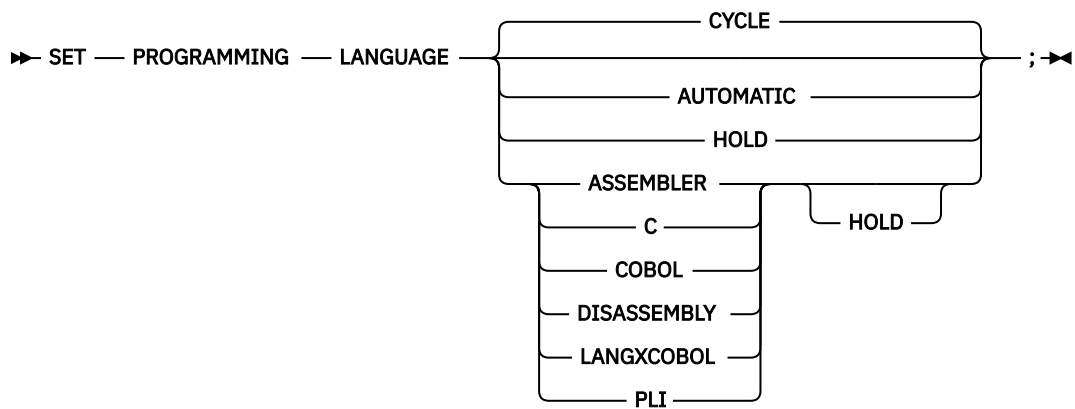 CYCLE
SET PROGRAMMING LANGUAGE ;
AUTOMATIC
HOLD
ASSEMBLER
HOLD
C
COBOL
DISASSEMBLY
LANGXCOBOL
PLI